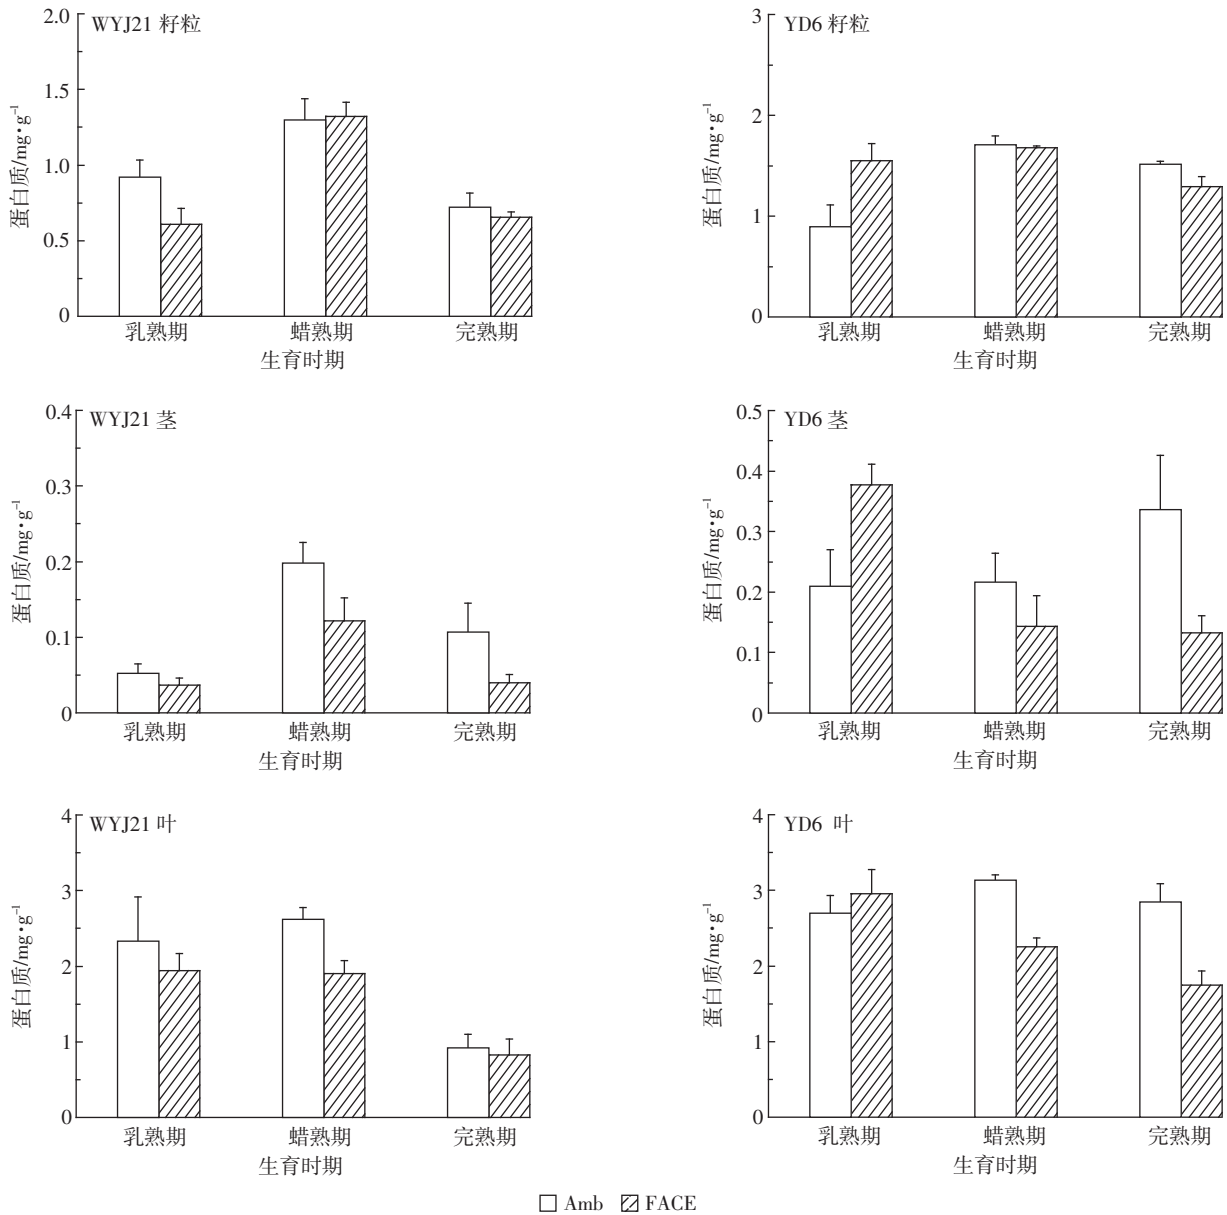 WYJ21 籽粒
蛋白质/mg•g⁻¹
2.0
1.5
1.0
0.5
0
乳熟期 蜡熟期 完熟期
生育时期
YD6 籽粒
蛋白质/mg•g⁻¹
3
2
1
0
乳熟期 蜡熟期 完熟期
生育时期
WYJ21 茎
蛋白质/mg•g⁻¹
0.4
0.3
0.2
0.1
0
乳熟期 蜡熟期 完熟期
生育时期
YD6 茎
蛋白质/mg•g⁻¹
0.5
0.4
0.3
0.2
0.1
0
乳熟期 蜡熟期 完熟期
生育时期
WYJ21 叶
蛋白质/mg•g⁻¹
4
3
2
1
0
乳熟期 蜡熟期 完熟期
生育时期
YD6 叶
蛋白质/mg•g⁻¹
4
3
2
1
0
乳熟期 蜡熟期 完熟期
生育时期
Amb FACE